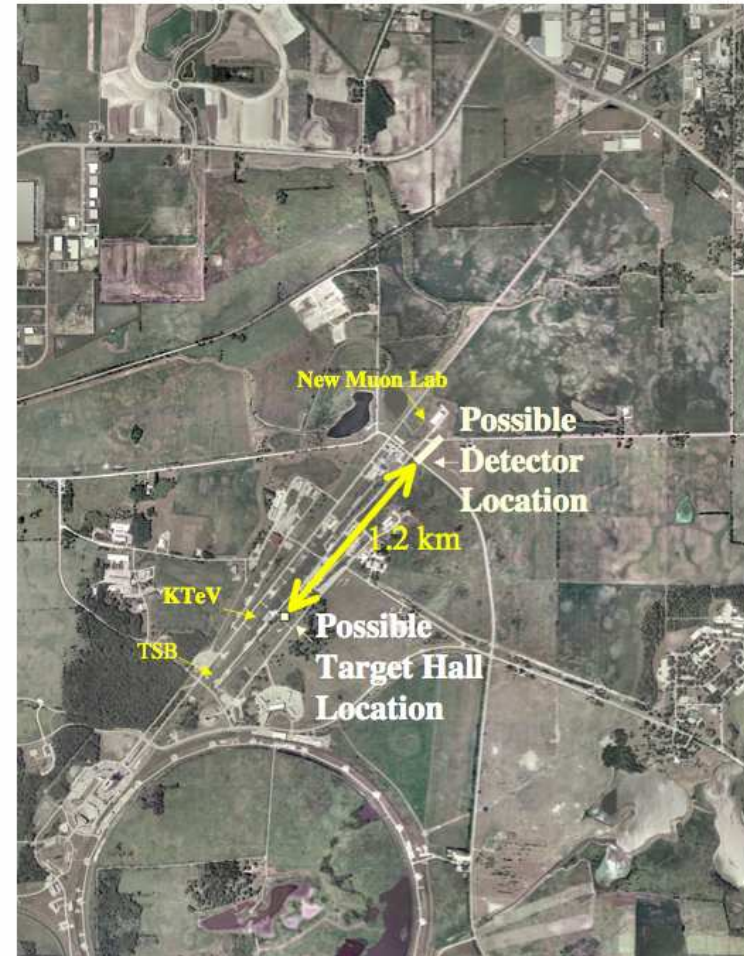 New Muon Lab
Possible
Detector
Location
1.2 km
KTeV
Possible
Target Hall
Location
TSB